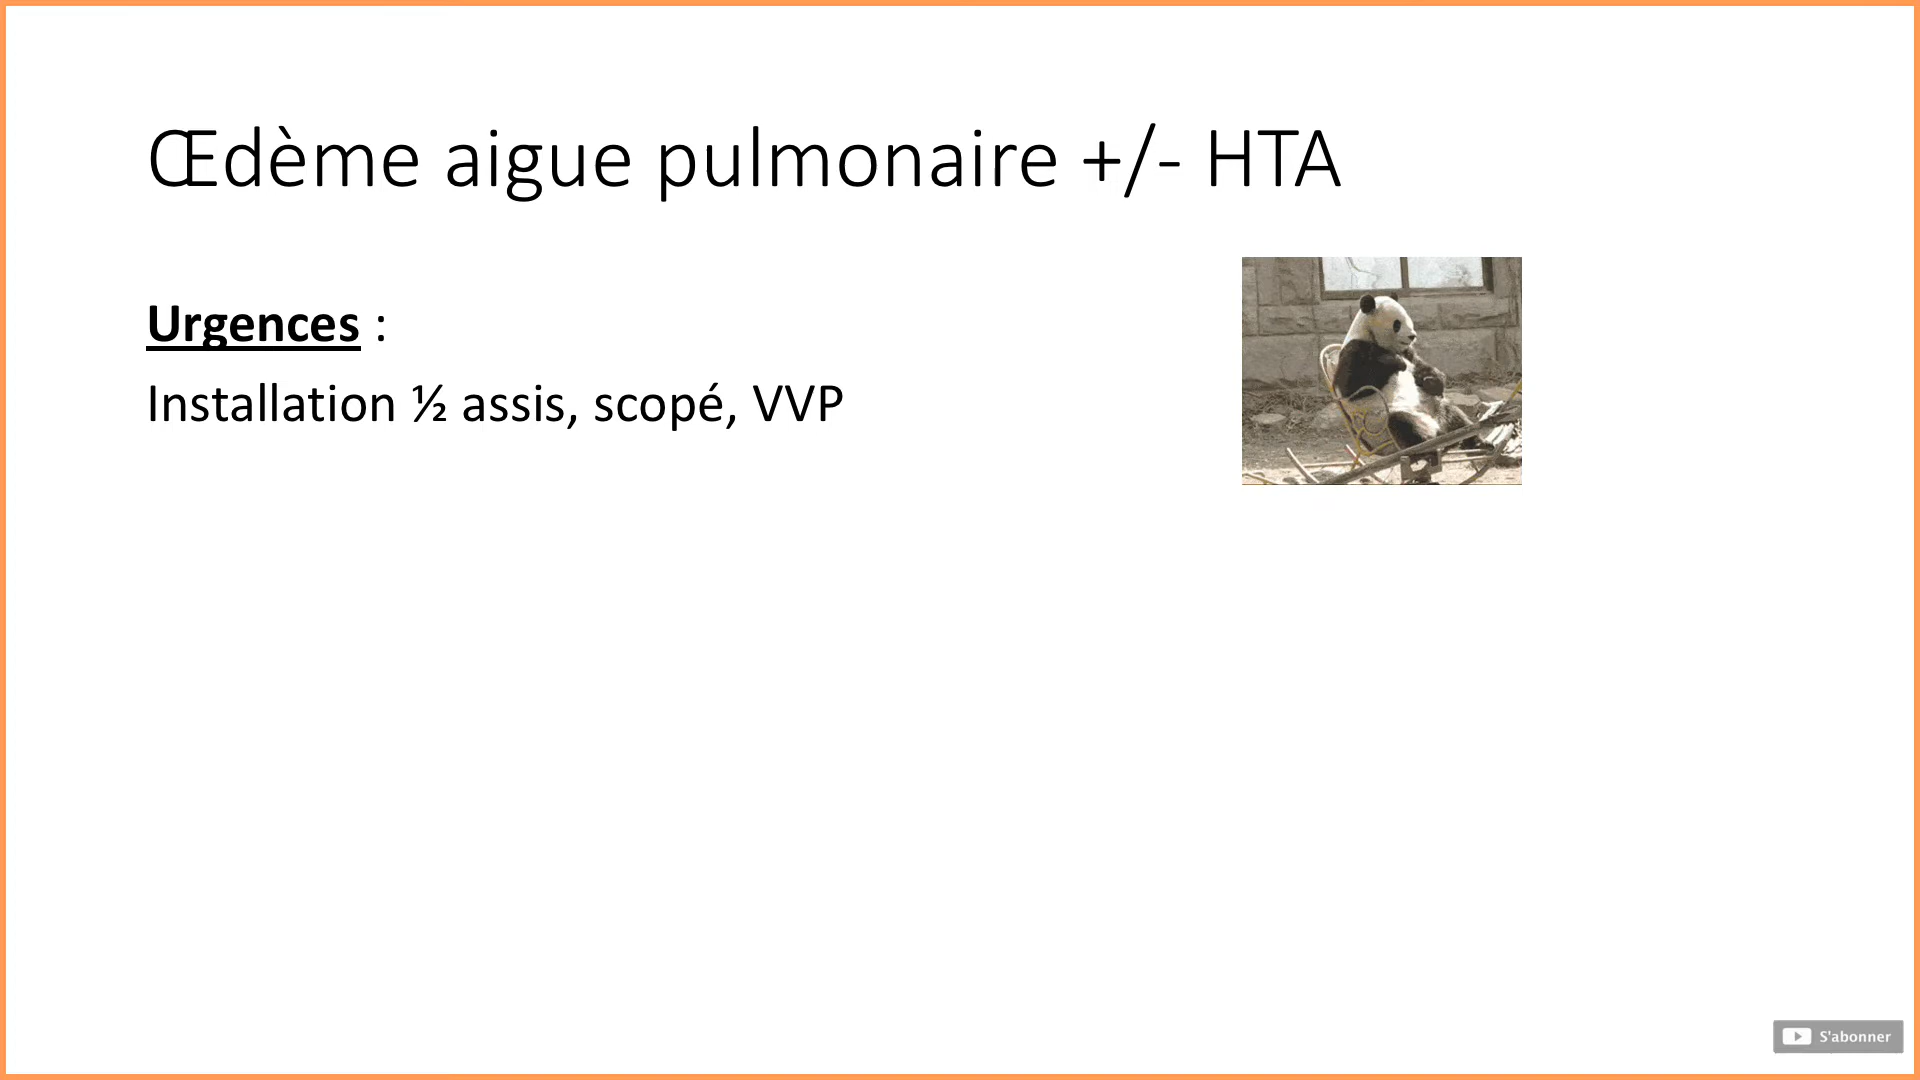 Œdème aigue pulmonaire +/- HTA
Urgences :
Installation ½ assis, scopé, VVP
S'abonner